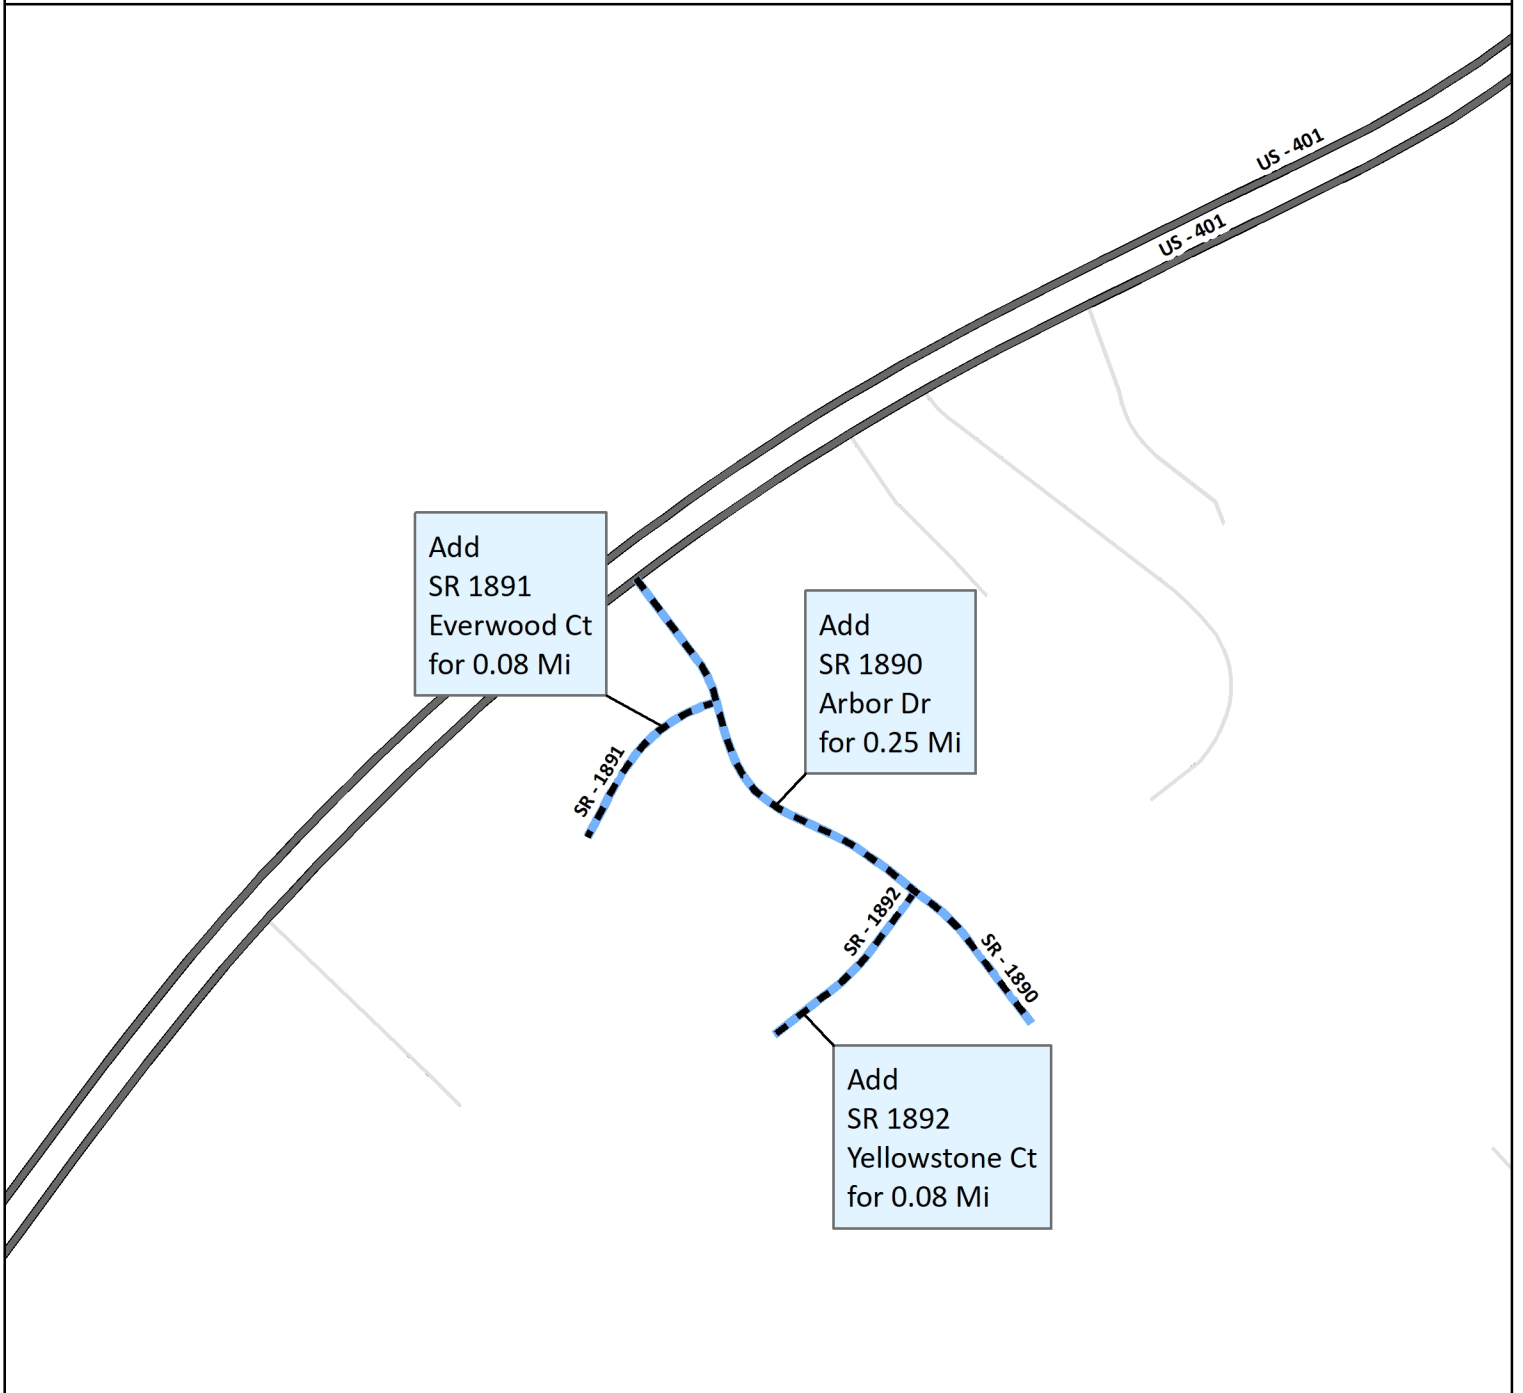 US - 401
US - 401
Add
SR 1891
Everwood Ct
for 0.08 Mi
Add
SR 1890
Arbor Dr
for 0.25 Mi
SR - 1891
SR - 1892
SR - 1890
Add
SR 1892
Yellowstone Ct
for 0.08 Mi